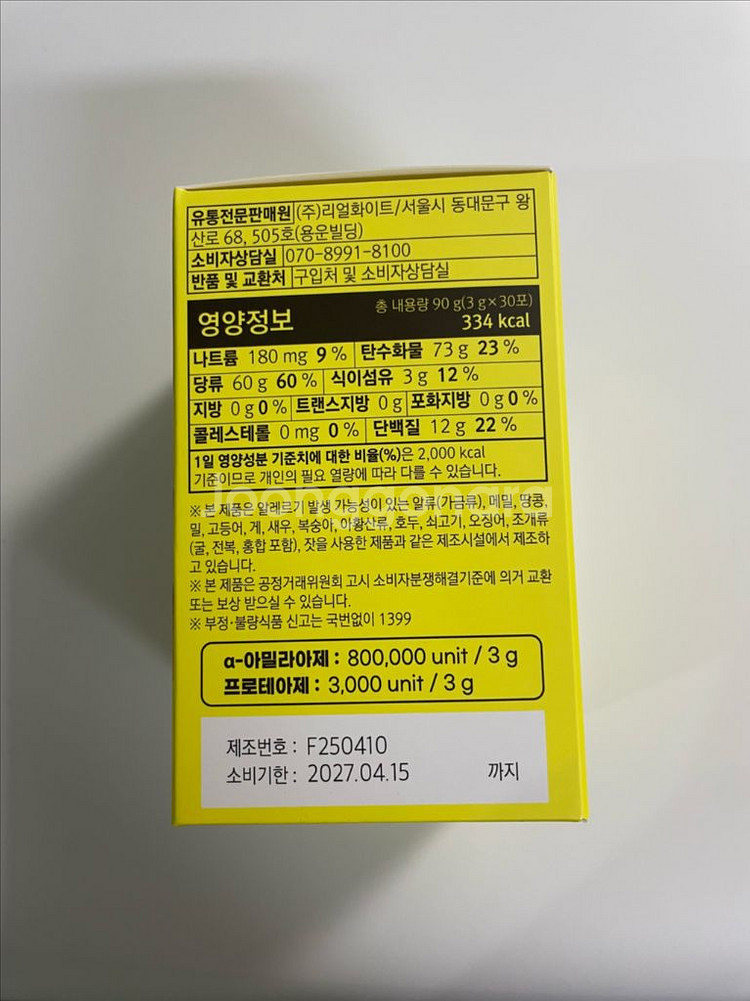 유통전문판매원 (주)리얼화이트/서울시 동대문구 왕
산로 68, 505호(용운빌딩)
소비자상담실 070-8991-8100
반품 및 교환처 구입처 및 소비자상담실
영양정보 총 내용량 90 g(3 g×30포)
334 kcal
나트륨 180 mg 9 % 탄수화물 73 g 23 %
당류 60 g 60 % 식이섬유 3 g 12 %
지방 0 g 0 % 트랜스지방 0 g 포화지방 0 g 0 %
콜레스테롤 0 mg 0 % 단백질 12 g 22 %
1일 영양성분 기준치에 대한 비율(%)은 2,000 kcal
기준이므로 개인의 필요 열량에 따라 다를 수 있습니다.
joonggonara
※ 본 제품은 알레르기 발생 가능성이 있는 알류(가금류), 메밀, 땅콩,
밀, 고등어, 게, 새우, 복숭아, 아황산류, 호두, 쇠고기, 오징어, 조개류
(굴, 전복, 홍합 포함), 잣을 사용한 제품과 같은 제조시설에서 제조하
고 있습니다.
※ 본 제품은 공정거래위원회 고시 소비자분쟁해결기준에 의거 교환
또는 보상 받으실 수 있습니다.
※ 부정·불량식품 신고는 국번없이 1399
α-아밀라아제 : 800,000 unit / 3 g
프로테아제 : 3,000 unit / 3 g
제조번호 : F250410
소비기한 : 2027.04.15 까지